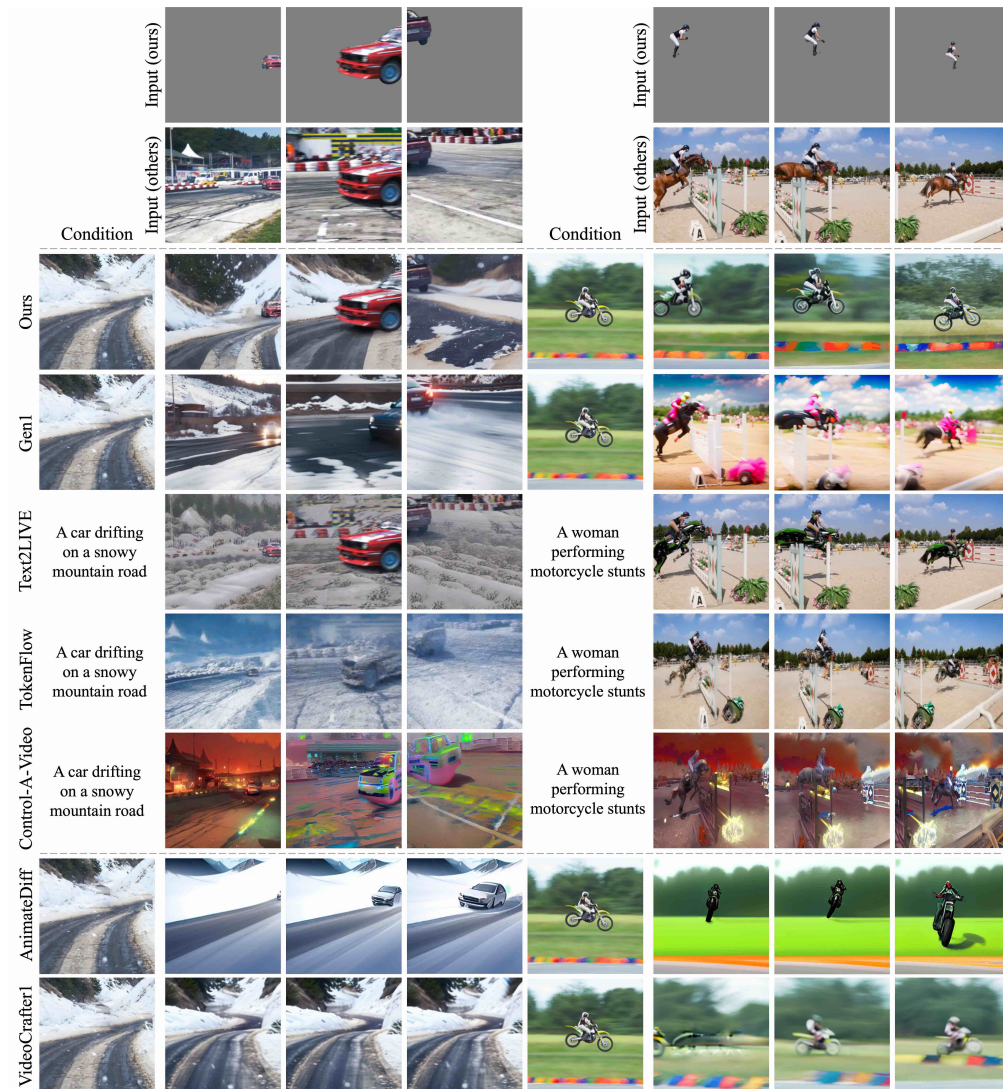 Input (ours)
Input (ours)
Input (others)
Input (others)
Condition
Condition
Ours
Gen1
Text2LIVE
A car drifting
on a snowy
mountain road
A woman
performing
motorcycle stunts
TokenFlow
A car drifting
on a snowy
mountain road
A woman
performing
motorcycle stunts
Control-A-Video
A car drifting
on a snowy
mountain road
A woman
performing
motorcycle stunts
AnimateDiff
VideoCrafter1